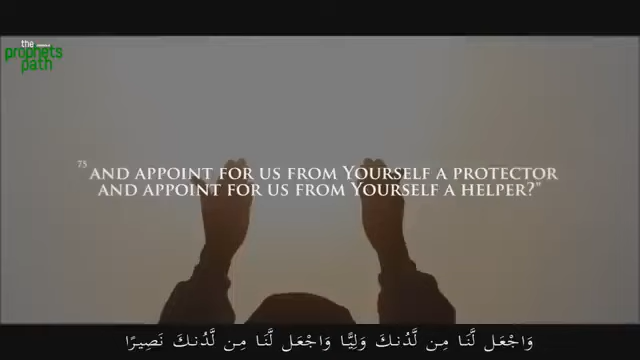 the
prophets
path
75 AND APPOINT FOR US FROM YOURSELF A PROTECTOR
AND APPOINT FOR US FROM YOURSELF A HELPER?"
وَاجْعَل لَّنَا مِن لَّدُنكَ وَلِيًّا وَاجْعَل لَّنَا مِن لَّدُنكَ نَصِيرًا